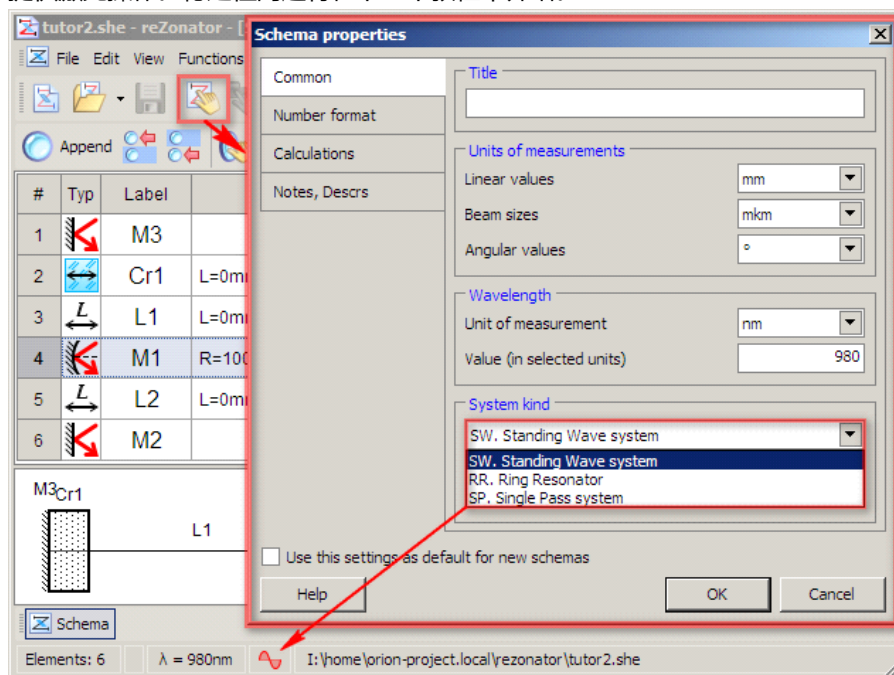 tutor2.she - reZonator - [
File Edit View Functions
Append
# Typ Label
1 M3
2 Cr1 L=0m
3 L L1 L=0m
4 M1 R=100
5 L L2 L=0m
6 M2
M3 Cr1
L1
Schema
Elements: 6 λ = 980nm I:\home\orion-project.local\rezonator\tutor2.she
Schema properties
Common
Number format
Calculations
Notes, Descrs
Title
Units of measurements
Linear values mm
Beam sizes mkm
Angular values °
Wavelength
Unit of measurement nm
Value (in selected units) 980
System kind
SW. Standing Wave system
SW. Standing Wave system
RR. Ring Resonator
SP. Single Pass system
Use this settings as default for new schemas
Help OK Cancel